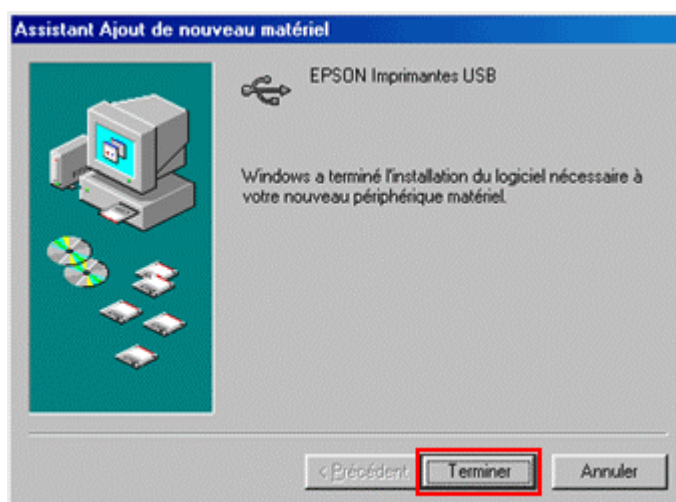 Assistant Ajout de nouveau matériel
EPSON Imprimantes USB
Windows a terminé l'installation du logiciel nécessaire à
votre nouveau périphérique matériel.
< Précédent
Terminer
Annuler